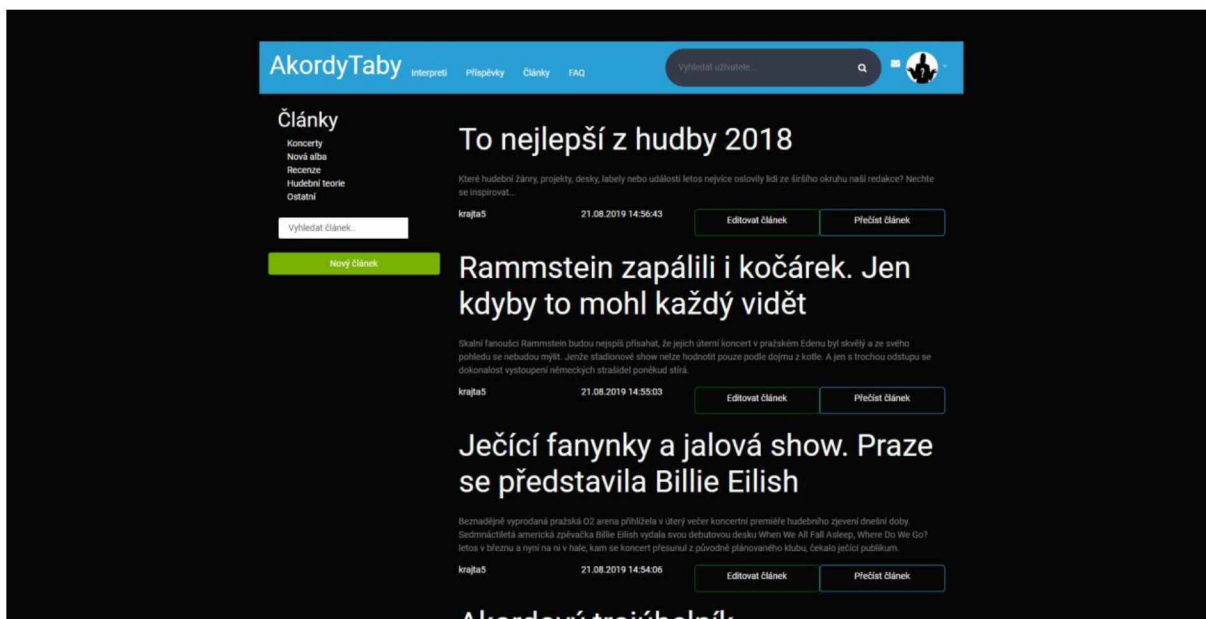 AkordyTaby Interpreti Příspěvky Články FAQ Vyhledat uživatele...
Články
Koncerty
Nová alba
Recenze
Hudební teorie
Ostatní
Vyhledat článek..
Nový článek
To nejlepší z hudby 2018
Které hudební žánry, projekty, desky, labely nebo události letos nejvíce oslovily lidi ze širšího okruhu naší redakce? Nechte
se inspirovat...
krajta5 21.08.2019 14:56:43 Editovat článek Přečíst článek
Rammstein zapálili i kočárek. Jen
kdyby to mohl každý vidět
Skalní fanoušci Rammstein budou nejspíš přísahat, že jejich úterní koncert v pražském Edenu byl skvělý a ze svého
pohledu se nebudou mýlit. Jenže stadionové show nelze hodnotit pouze podle dojmu z kotle. A jen s trochou odstupu se
dokonalost vystoupení německých strašidel poněkud stírá.
krajta5 21.08.2019 14:55:03 Editovat článek Přečíst článek
Ječící fanynky a jalová show. Praze
se představila Billie Eilish
Beznadějně vyprodaná pražská O2 arena přihlížela v úterý večer koncertní premiéře hudebního zjevení dnešní doby.
Sedmnáctiletá americká zpěvačka Billie Eilish vydala svou debutovou desku When We All Fall Asleep, Where Do We Go?
letos v březnu a nyní na ni v hale, kam se koncert přesunul z původně plánovaného klubu, čekalo ječící publikum.
krajta5 21.08.2019 14:54:06 Editovat článek Přečíst článek
Akordový trojúhelník